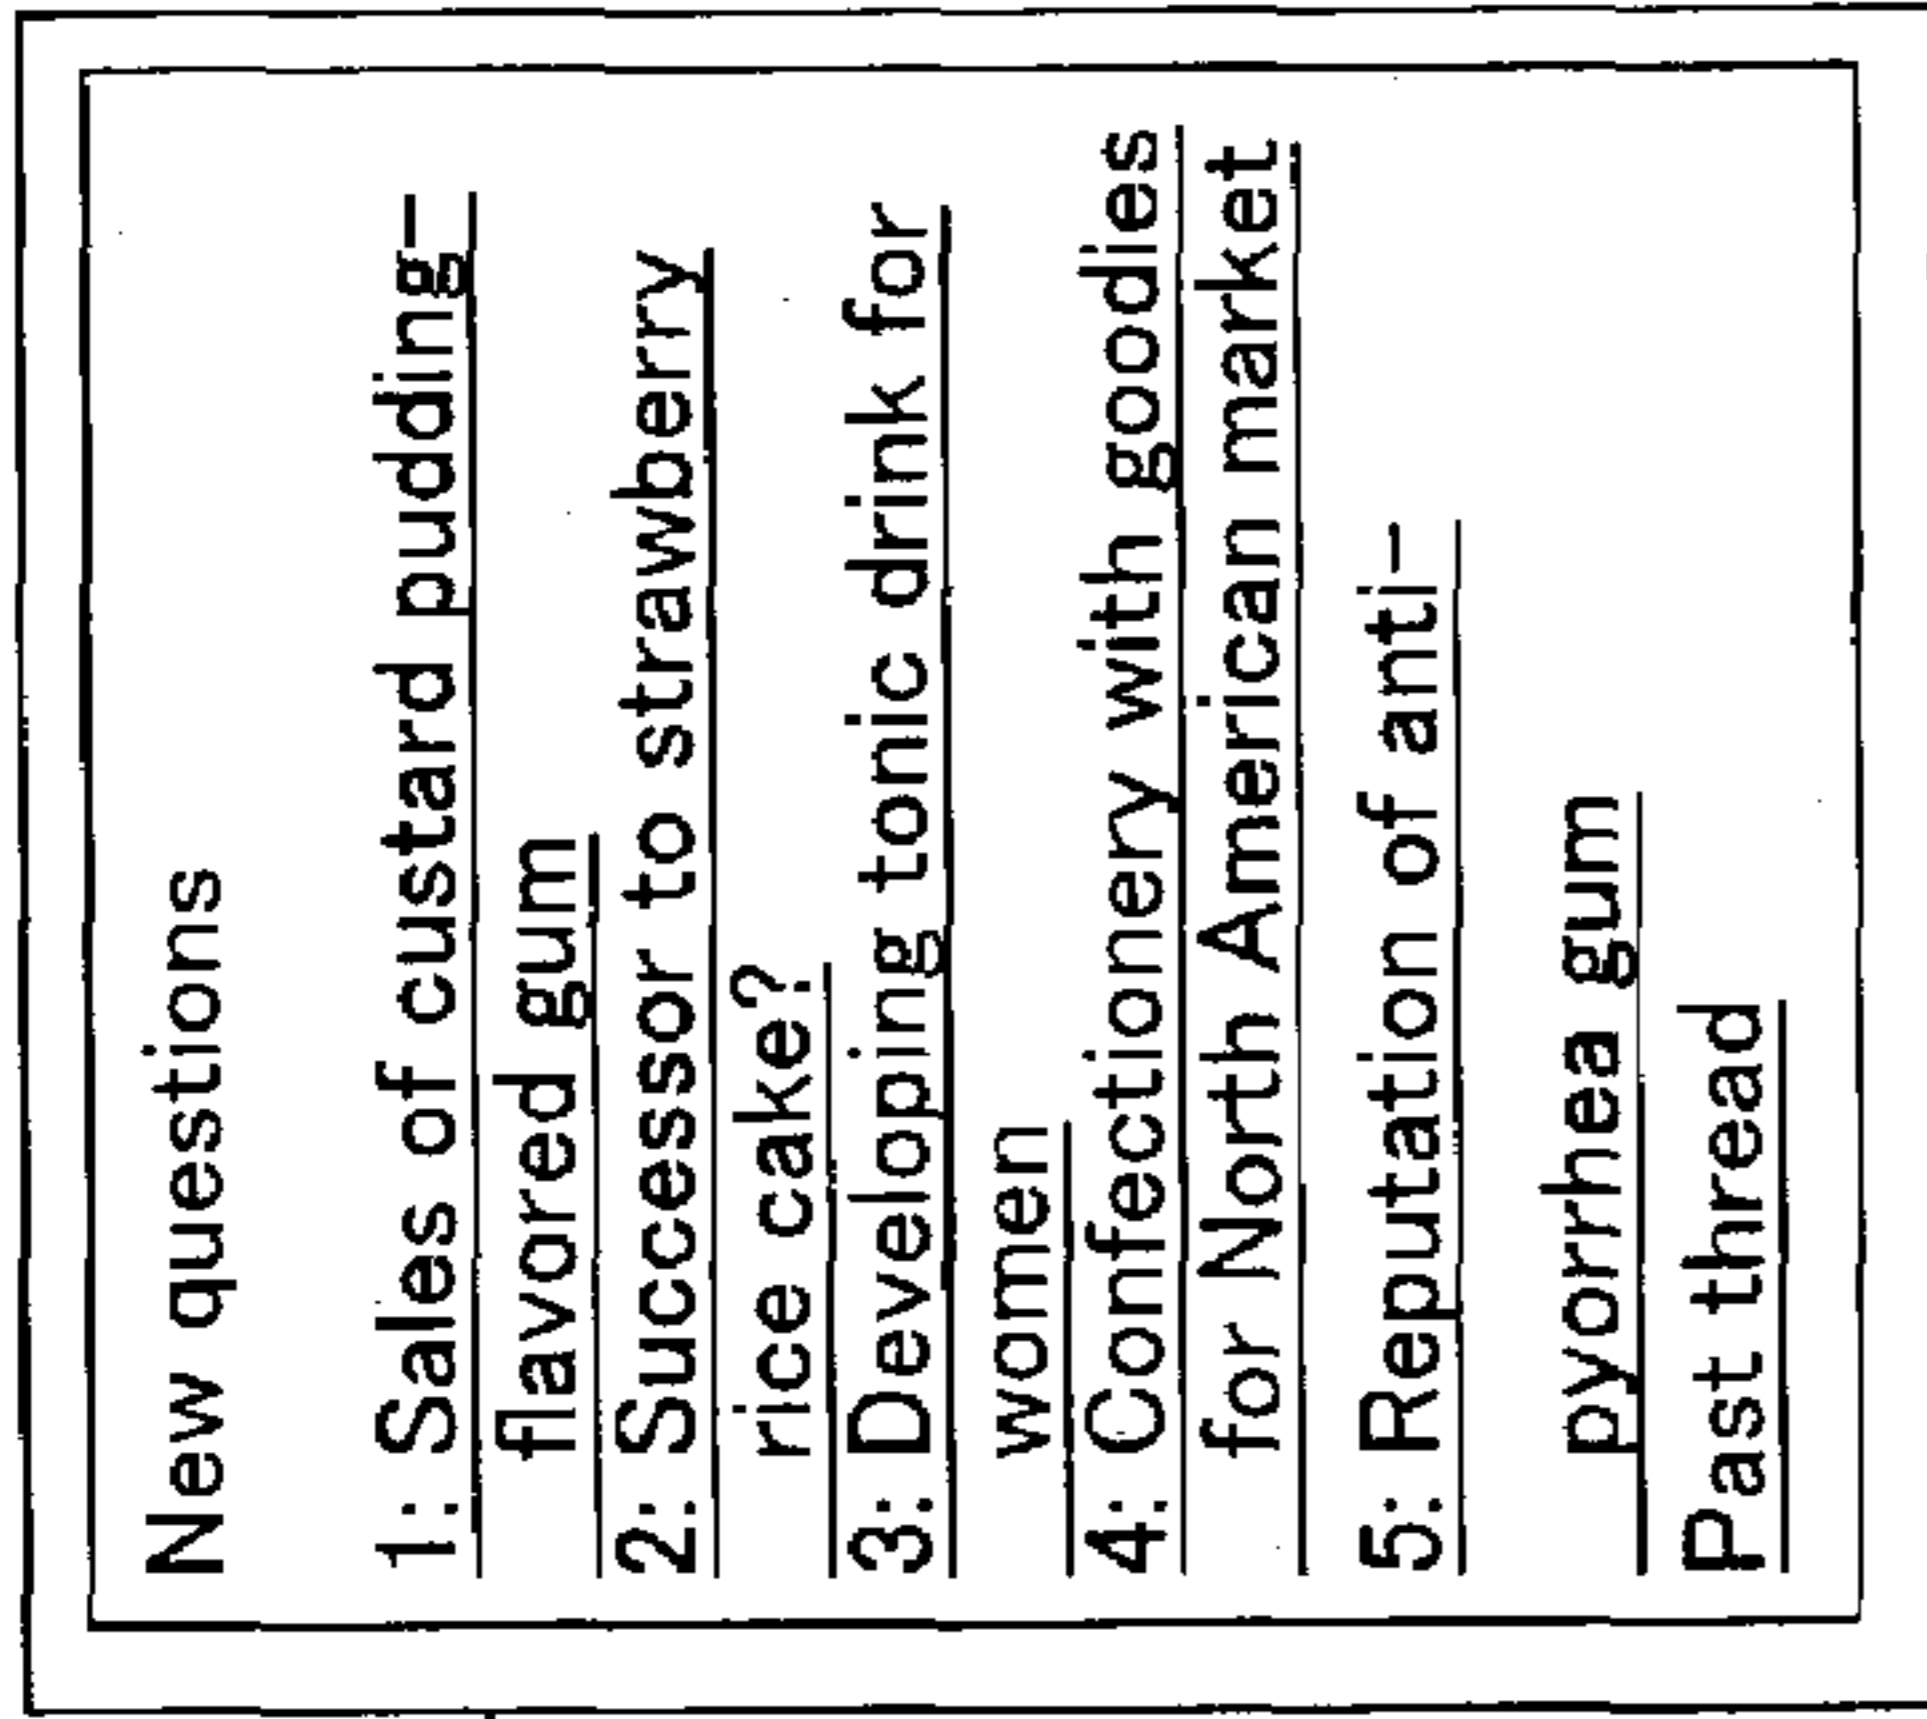 New questions
1: Sales of custard pudding-
flavored gum
2: Successor to strawberry
rice cake?
3: Developing tonic drink for
women
4: Confectionery with goodies
for North American market
5: Reputation of anti-
pyorrhea gum
Past thread